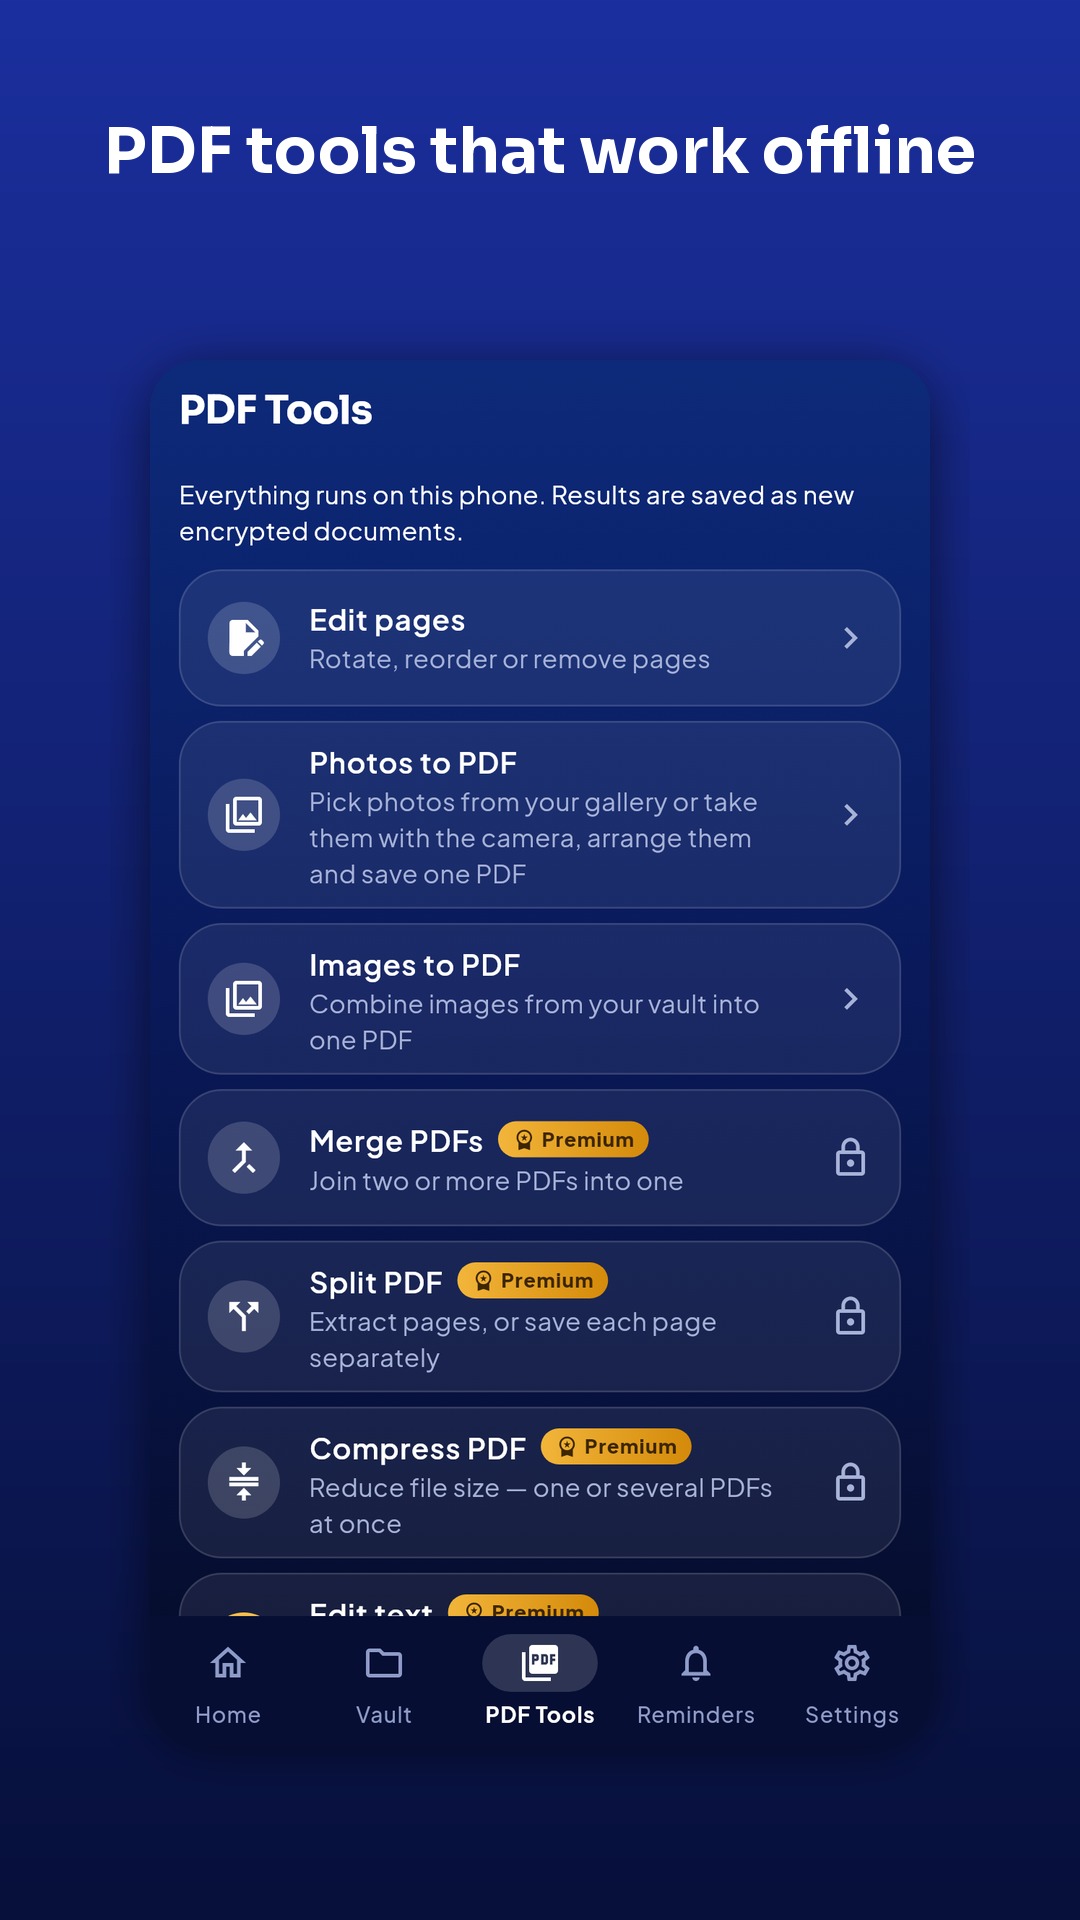 PDF tools that work offline
PDF Tools
Everything runs on this phone. Results are saved as new
encrypted documents.
Edit pages
Rotate, reorder or remove pages
Photos to PDF
Pick photos from your gallery or take
them with the camera, arrange them
and save one PDF
Images to PDF
Combine images from your vault into
one PDF
Merge PDFs Premium
Join two or more PDFs into one
Split PDF Premium
Extract pages, or save each page
separately
Compress PDF Premium
Reduce file size — one or several PDFs
at once
Edit text Premium
PDF
Home Vault PDF Tools Reminders Settings